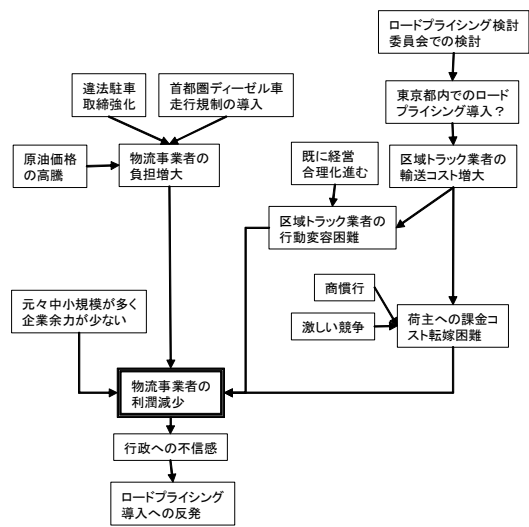 ロードプライシング検討
委員会での検討
違法駐車
取締強化
首都圏ディーゼル車
走行規制の導入
東京都内でのロード
プライシング導入？
原油価格
の高騰
物流事業者の
負担増大
既に経営
合理化進む
区域トラック業者の
輸送コスト増大
区域トラック業者の
行動変容困難
元々中小規模が多く
企業余力が少ない
商慣行
激しい競争
荷主への課金コ
スト転嫁困難
物流事業者の
利潤減少
行政への不信感
ロードプライシング
導入への反発